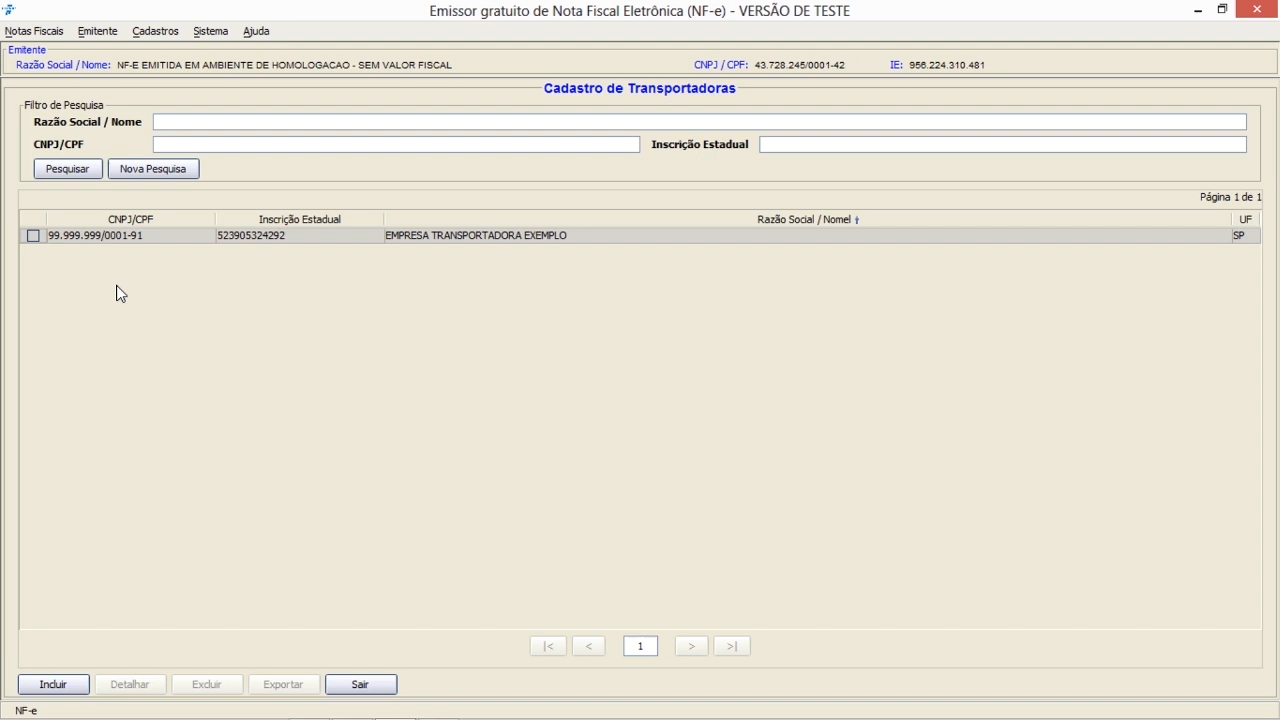 Emissor gratuito de Nota Fiscal Eletrônica (NF-e) - VERSÃO DE TESTE
Notas Fiscais Emitente Cadastros Sistema Ajuda
Emitente
Razão Social / Nome: NF-E EMITIDA EM AMBIENTE DE HOMOLOGACAO - SEM VALOR FISCAL CNPJ / CPF: 43.728.245/0001-42 IE: 956.224.310.481
Cadastro de Transportadoras
Filtro de Pesquisa
Razão Social / Nome
CNPJ/CPF Inscrição Estadual
Pesquisar Nova Pesquisa
Página 1 de 1
CNPJ/CPF Inscrição Estadual Razão Social / Nomel UF
99.999.999/0001-91 523905324292 EMPRESA TRANSPORTADORA EXEMPLO SP
|< < 1 > >|
Incluir Detalhar Excluir Exportar Sair
NF-e